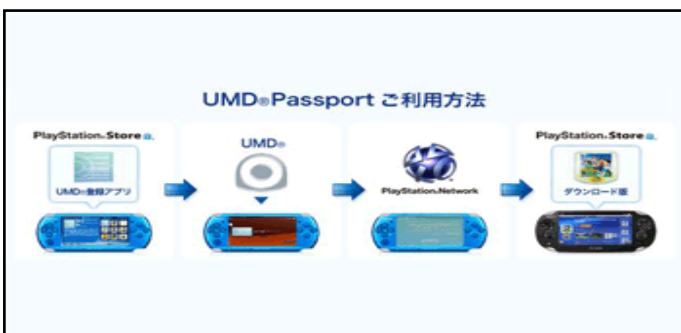 UMD®Passport ご利用方法
PlayStation®Store
UMD®登録アプリ
UMD®
PlayStation®Network
PlayStation®Store
ダウンロード版